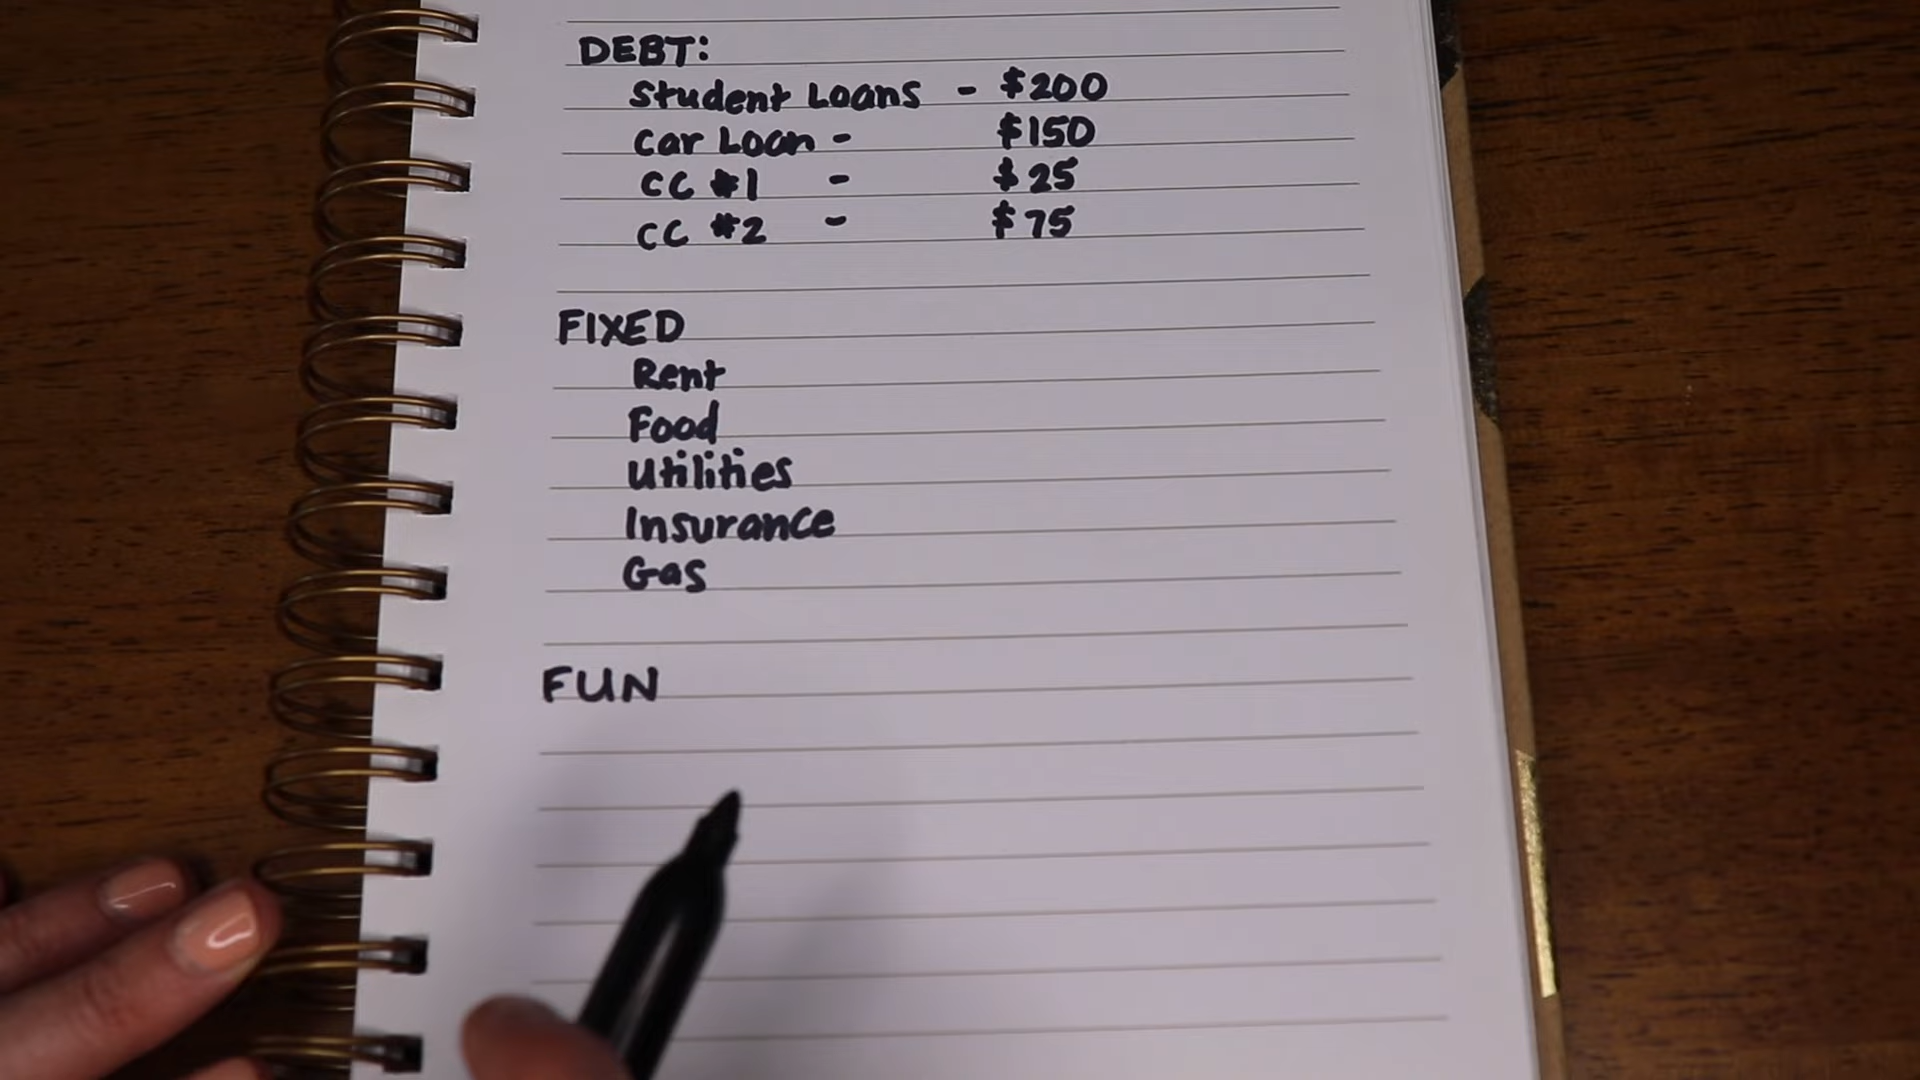 DEBT:
Student Loans - $200
Car Loan - $150
CC #1 - $25
CC #2 - $75
FIXED
Rent
Food
Utilities
Insurance
Gas
FUN